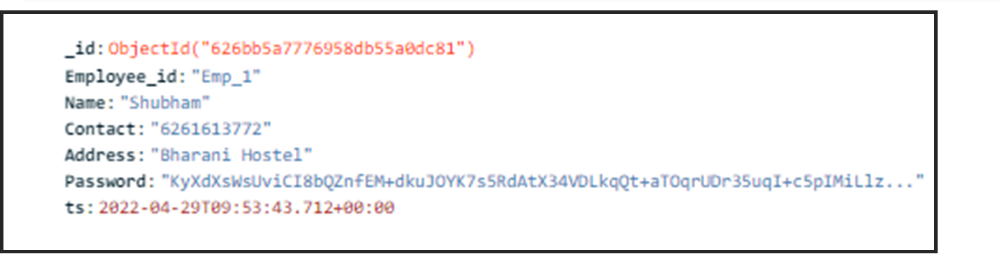 _id: ObjectId("626bb5a7776958db55a0dc81")
Employee_id: "Emp_1"
Name: "Shubham"
Contact: "6261613772"
Address: "Bharani Hostel"
Password: "KyXdXsWsUviCI8bQZnfEM+dkuJOYK7s5RdAtX34VDLkqQt+aTOqrUDr35uqI+c5pIMiLlz..."
ts: 2022-04-29T09:53:43.712+00:00